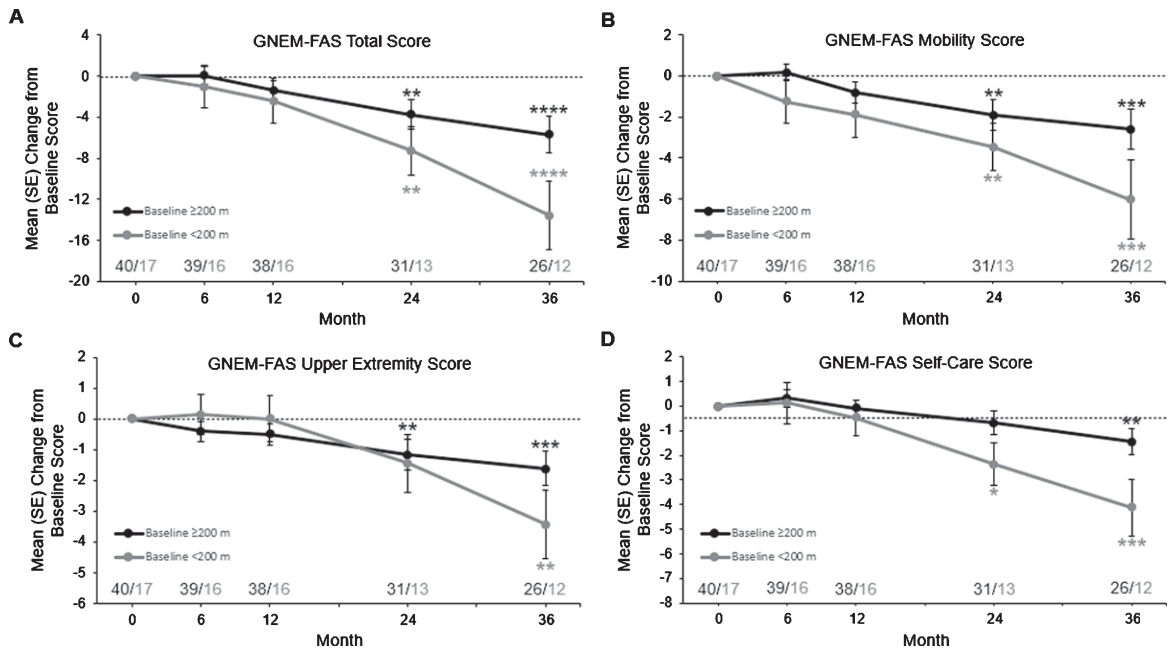 A
GNEM-FAS Total Score
Mean (SE) Change from
Baseline Score
4
0
-4
-8
-12
-16
-20
**
****
**
****
Baseline ≥200 m
Baseline <200 m
40/17 39/16 38/16 31/13 26/12
0 6 12 24 36
Month
B
GNEM-FAS Mobility Score
Mean (SE) Change from
Baseline Score
2
0
-2
-4
-6
-8
-10
**
***
**
***
Baseline ≥200 m
Baseline <200 m
40/17 39/16 38/16 31/13 26/12
0 6 12 24 36
Month
C
GNEM-FAS Upper Extremity Score
Mean (SE) Change from
Baseline Score
2
1
0
-1
-2
-3
-4
-5
-6
**
***
**
Baseline ≥200 m
Baseline <200 m
40/17 39/16 38/16 31/13 26/12
0 6 12 24 36
Month
D
GNEM-FAS Self-Care Score
Mean (SE) Change from
Baseline Score
2
1
0
-1
-2
-3
-4
-5
-6
-7
-8
**
*
***
Baseline ≥200 m
Baseline <200 m
40/17 39/16 38/16 31/13 26/12
0 6 12 24 36
Month